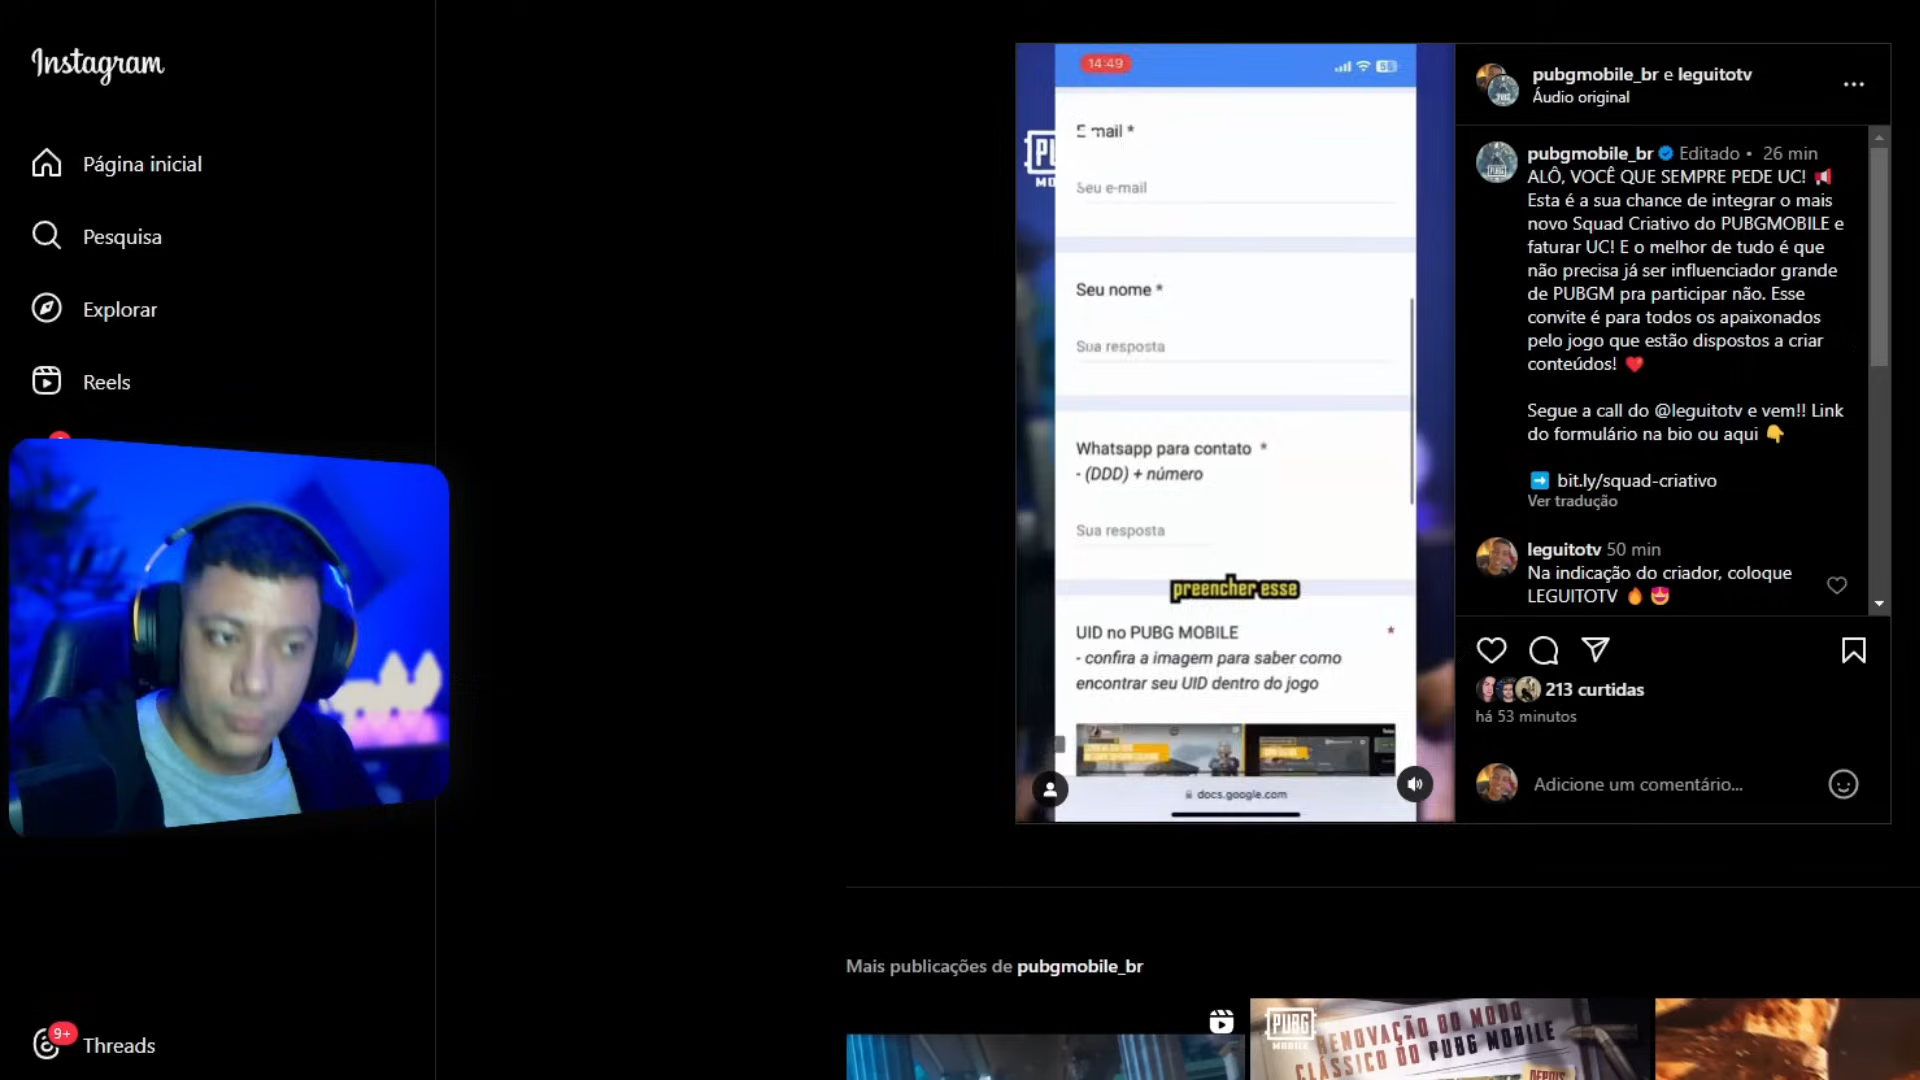 Instagram
Página inicial
Pesquisa
Explorar
Reels
9+
Threads
14:49
PU
MO
E-mail *
Seu e-mail
Seu nome *
Sua resposta
Whatsapp para contato *
- (DDD) + número
Sua resposta
preencher esse
UID no PUBG MOBILE *
- confira a imagem para saber como
encontrar seu UID dentro do jogo
docs.google.com
pubgmobile_br e leguitotv
Áudio original
pubgmobile_br Editado • 26 min
ALÔ, VOCÊ QUE SEMPRE PEDE UC! 📢
Esta é a sua chance de integrar o mais
novo Squad Criativo do PUBGMOBILE e
faturar UC! E o melhor de tudo é que
não precisa já ser influenciador grande
de PUBGM pra participar não. Esse
convite é para todos os apaixonados
pelo jogo que estão dispostos a criar
conteúdos! ❤️
Segue a call do @leguitotv e vem!! Link
do formulário na bio ou aqui 👇
➡️ bit.ly/squad-criativo
Ver tradução
leguitotv 50 min
Na indicação do criador, coloque
LEGUITOTV 🔥 😍
213 curtidas
há 53 minutos
Adicione um comentário...
Mais publicações de pubgmobile_br
PUBG
MOBILE
RENOVAÇÃO DO MODO
CLÁSSICO DO PUBG MOBILE
DEPOIS